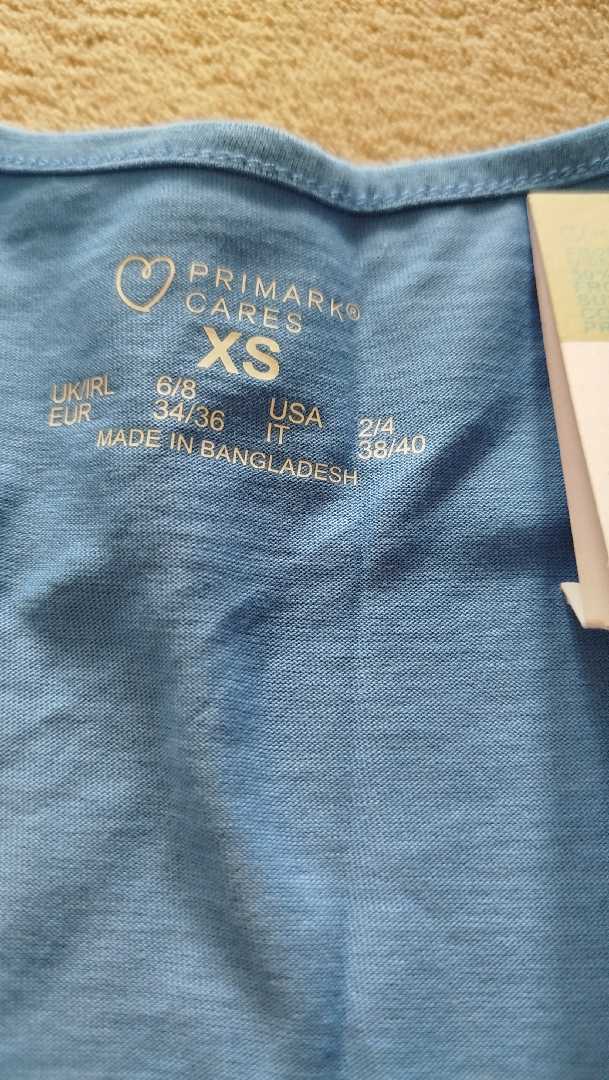 PRIMARK®
CARES
XS
UK/IRL 6/8 USA 2/4
EUR 34/36 IT 38/40
MADE IN BANGLADESH